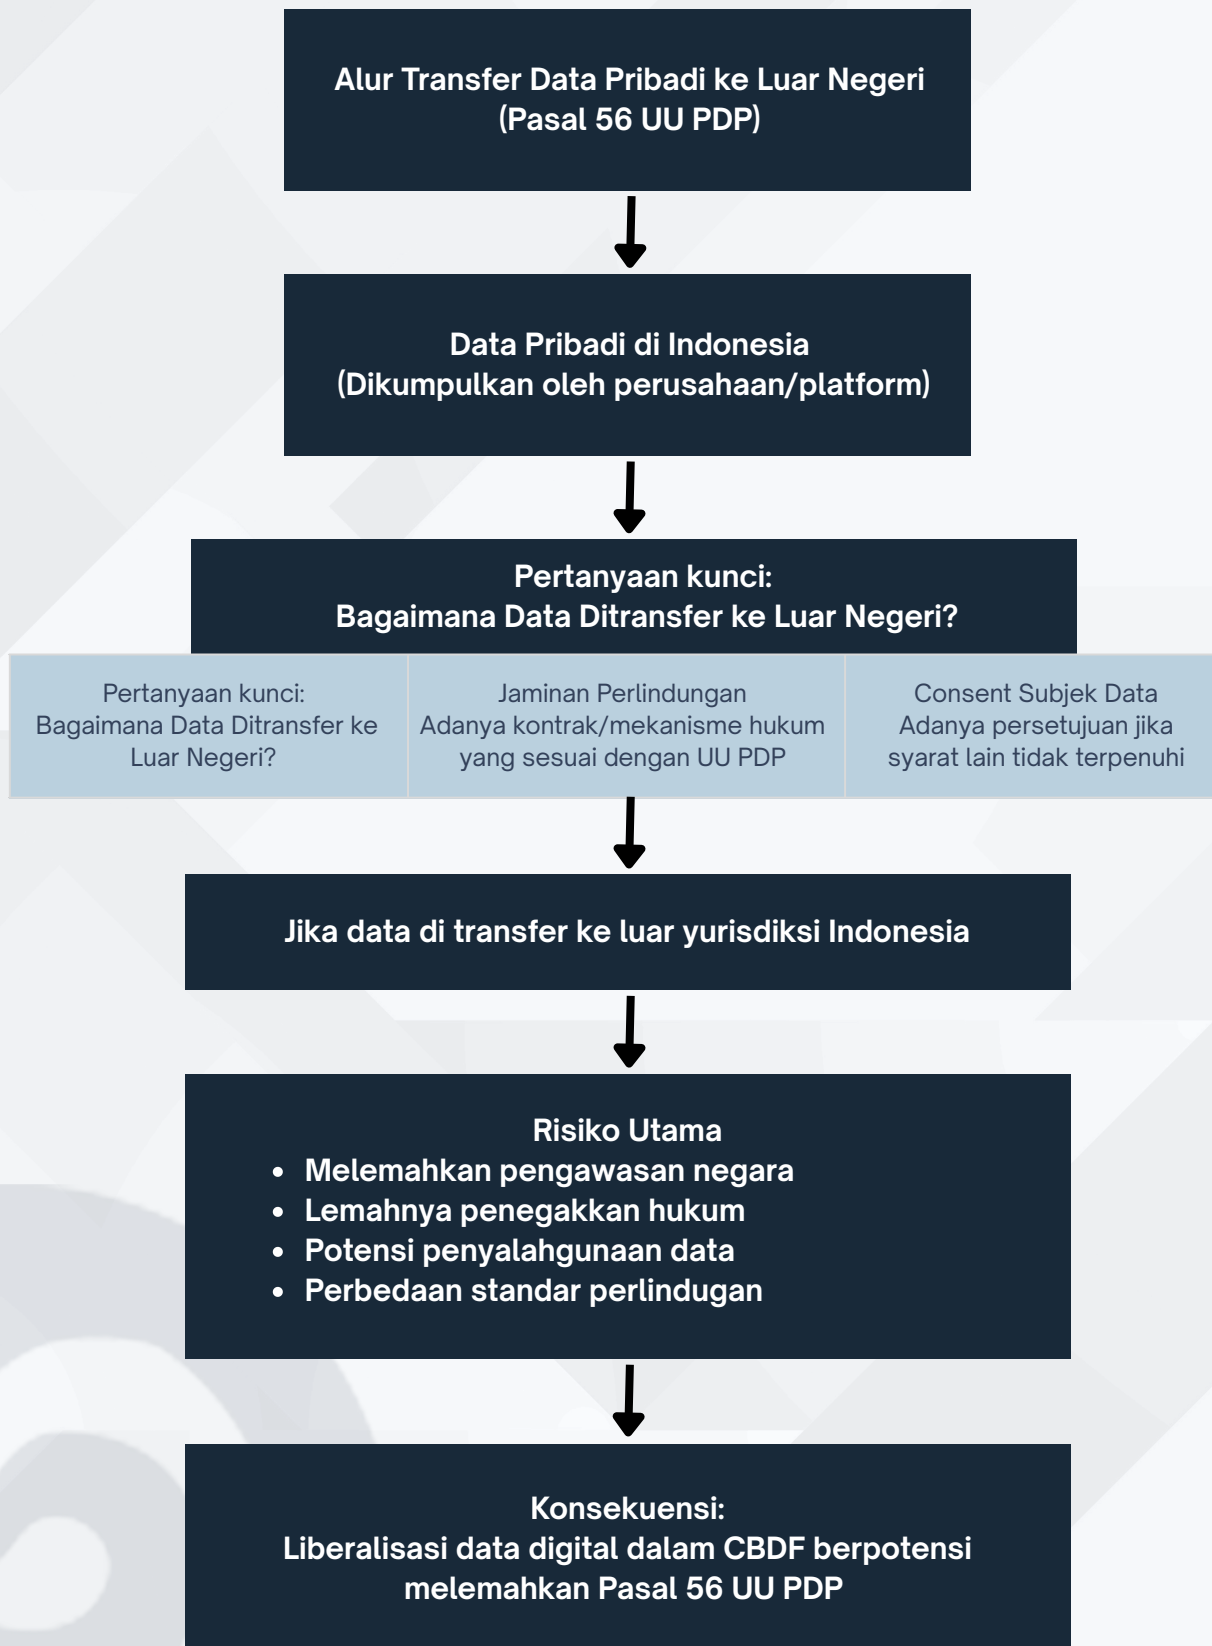 Alur Transfer Data Pribadi ke Luar Negeri
(Pasal 56 UU PDP)
Data Pribadi di Indonesia
(Dikumpulkan oleh perusahaan/platform)
Pertanyaan kunci:
Bagaimana Data Ditransfer ke Luar Negeri?
Pertanyaan kunci:
Bagaimana Data Ditransfer ke
Luar Negeri?
Jaminan Perlindungan
Adanya kontrak/mekanisme hukum
yang sesuai dengan UU PDP
Consent Subjek Data
Adanya persetujuan jika
syarat lain tidak terpenuhi
Jika data di transfer ke luar yurisdiksi Indonesia
Risiko Utama
• Melemahkan pengawasan negara
• Lemahnya penegakkan hukum
• Potensi penyalahgunaan data
• Perbedaan standar perlindugan
Konsekuensi:
Liberalisasi data digital dalam CBDF berpotensi
melemahkan Pasal 56 UU PDP